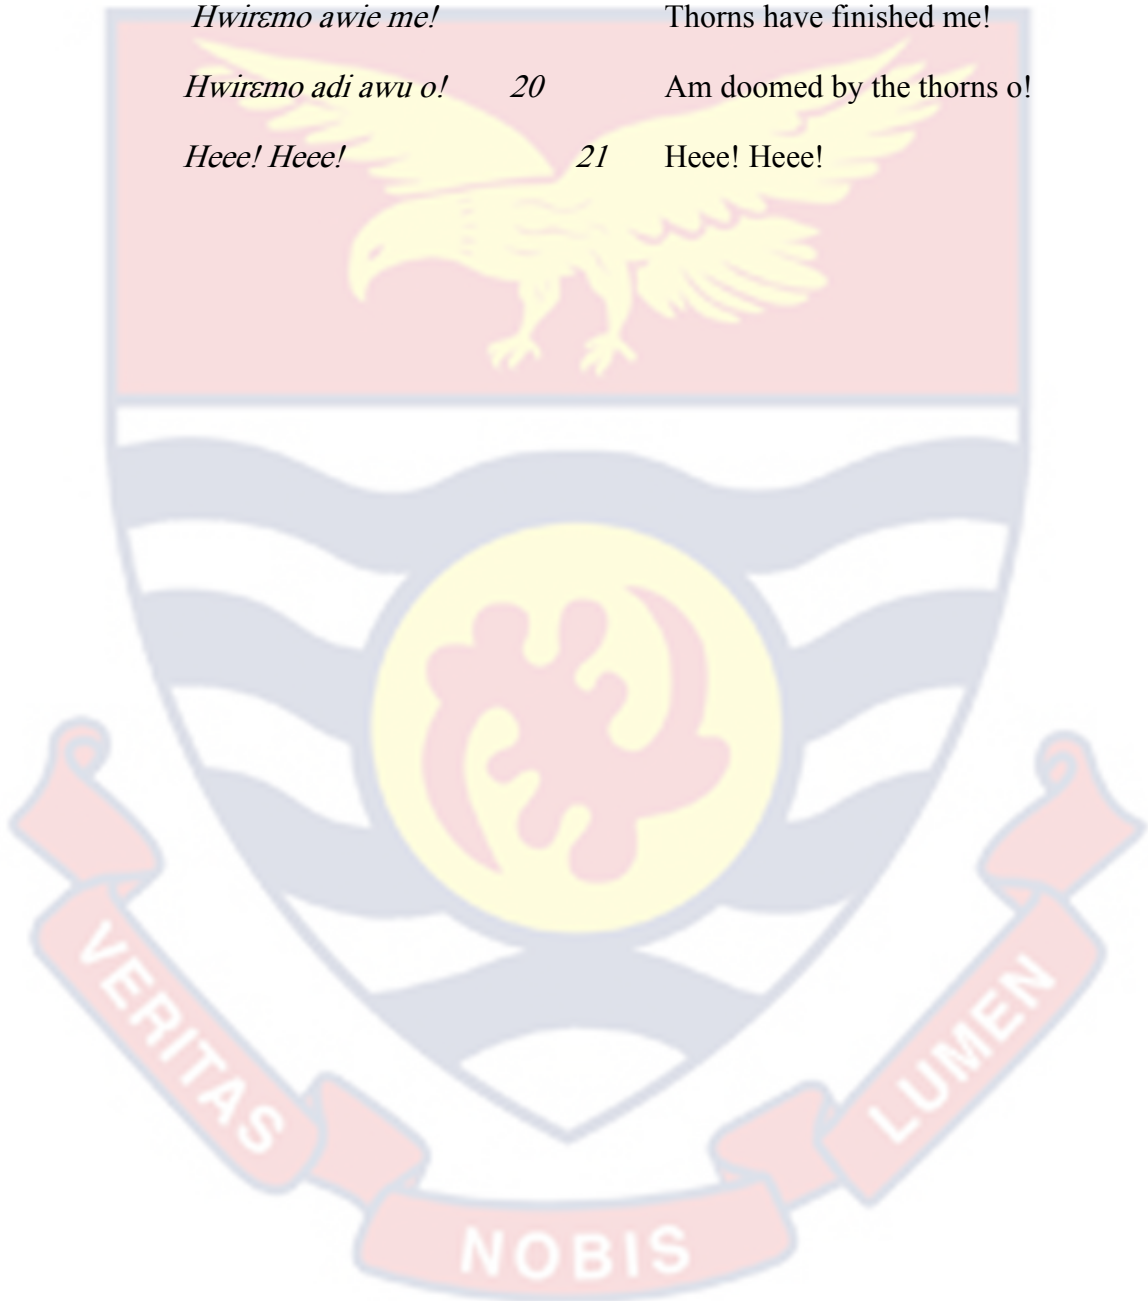 Hwirɛmo awie me! Thorns have finished me!
Hwirɛmo adi awu o! 20 Am doomed by the thorns o!
Heee! Heee! 21 Heee! Heee!
VERITAS
NOBIS
LUMEN